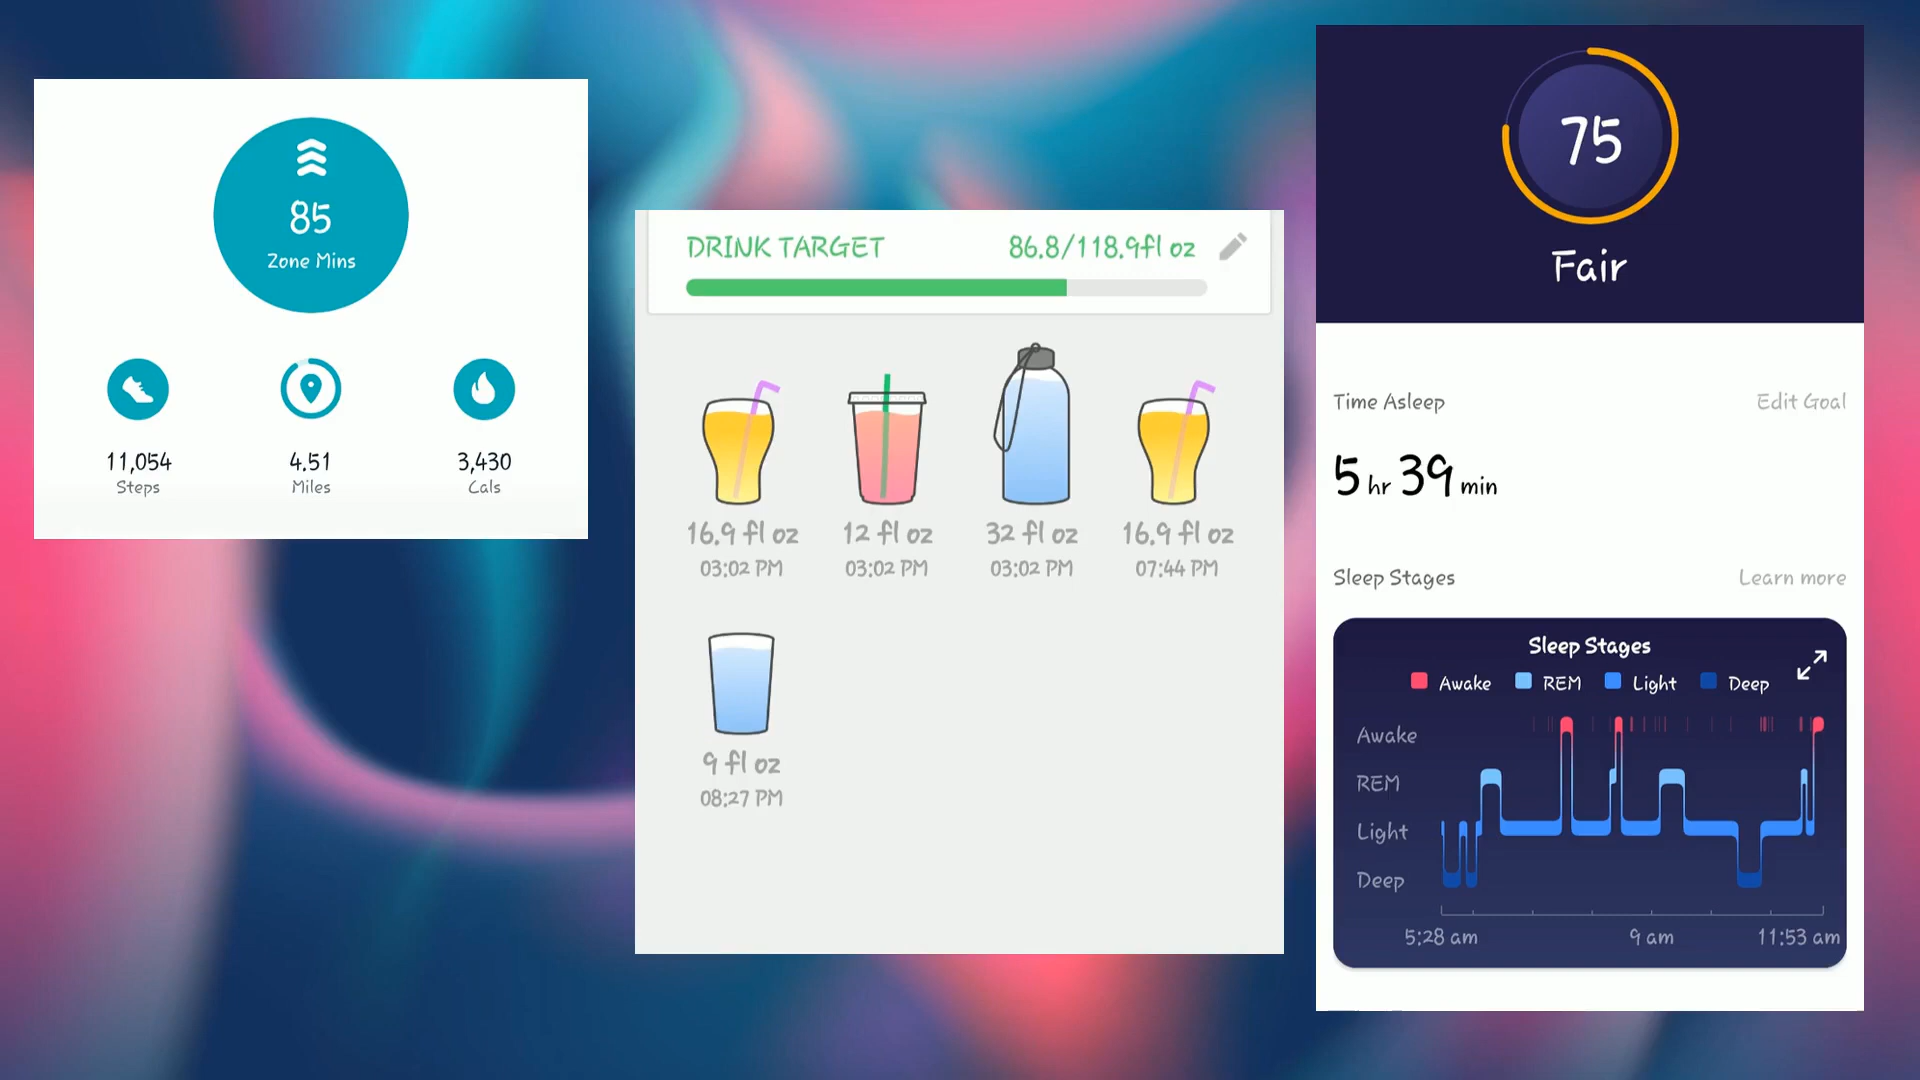 85
Zone Mins
11,054
Steps
4.51
Miles
3,430
Cals
DRINK TARGET 86.8/118.9fl oz
16.9 fl oz 12 fl oz 32 fl oz 16.9 fl oz
03:02 PM 03:02 PM 03:02 PM 07:44 PM
9 fl oz
08:27 PM
75
Fair
Time Asleep Edit Goal
5 hr 39 min
Sleep Stages Learn more
Sleep Stages
Awake REM Light Deep
Awake
REM
Light
Deep
5:28 am 9 am 11:53 am